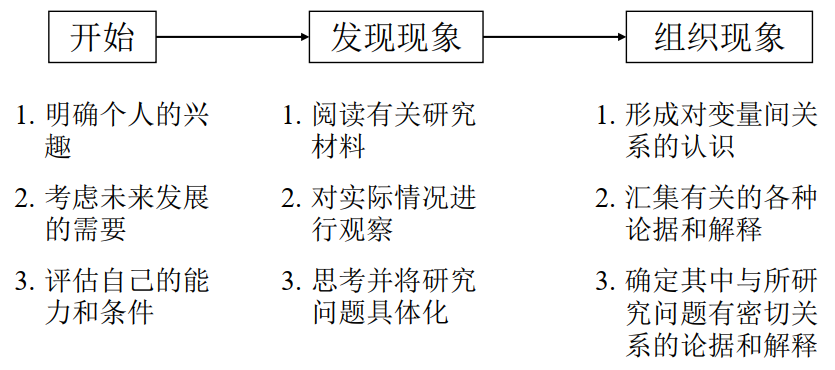 开始
发现现象
组织现象
1. 明确个人的兴
趣
2. 考虑未来发展
的需要
3. 评估自己的能
力和条件
1. 阅读有关研究
材料
2. 对实际情况进
行观察
3. 思考并将研究
问题具体化
1. 形成对变量间关
系的认识
2. 汇集有关的各种
论据和解释
3. 确定其中与所研
究问题有密切关
系的论据和解释